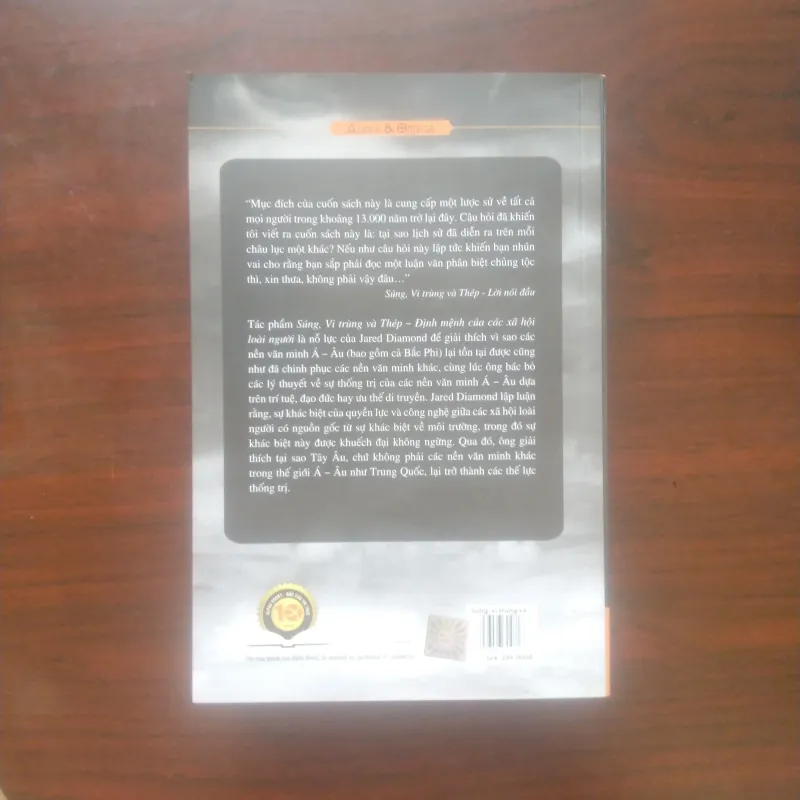 Alpha & Omega
“Mục đích của cuốn sách này là cung cấp một lược sử về tất cả
mọi người trong khoảng 13.000 năm trở lại đây. Câu hỏi đã khiến
tôi viết ra cuốn sách này là: tại sao lịch sử đã diễn ra trên mỗi
châu lục một khác? Nếu như câu hỏi này lập tức khiến bạn nhún
vai cho rằng bạn sắp phải đọc một luận văn phân biệt chủng tộc
thì, xin thưa, không phải vậy đâu…”
Súng, Vi trùng và Thép - Lời nói đầu
Tác phẩm Súng, Vi trùng và Thép – Định mệnh của các xã hội
loài người là nỗ lực của Jared Diamond để giải thích vì sao các
nền văn minh Á – Âu (bao gồm cả Bắc Phi) lại tồn tại được cũng
như đã chinh phục các nền văn minh khác, cùng lúc ông bác bỏ
các lý thuyết về sự thống trị của các nền văn minh Á – Âu dựa
trên trí tuệ, đạo đức hay ưu thế di truyền. Jared Diamond lập luận
rằng, sự khác biệt của quyền lực và công nghệ giữa các xã hội loài
người có nguồn gốc từ sự khác biệt về môi trường, trong đó sự
khác biệt này được khuếch đại không ngừng. Qua đó, ông giải
thích tại sao Tây Âu, chứ không phải các nền văn minh khác
trong thế giới Á – Âu như Trung Quốc, lại trở thành các thế lực
thống trị.
10
Súng, vi trùng và